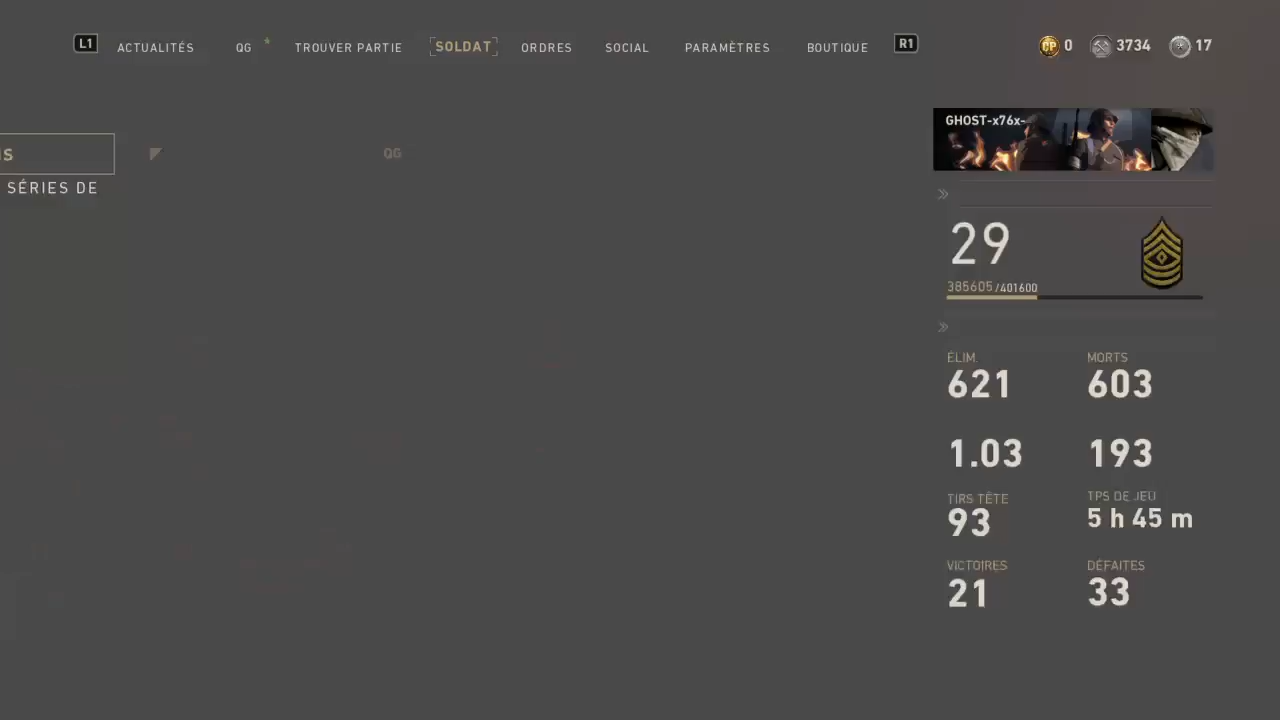 L1 ACTUALITÉS QG * TROUVER PARTIE SOLDAT ORDRES SOCIAL PARAMÈTRES BOUTIQUE R1 CP 0 3734 17
GHOST-x76x-
S QG
SÉRIES DE
29
385605/401600
ÉLIM. MORTS
621 603
1.03 193
TIRS TÊTE TPS DE JEU
93 5 h 45 m
VICTOIRES DÉFAITES
21 33